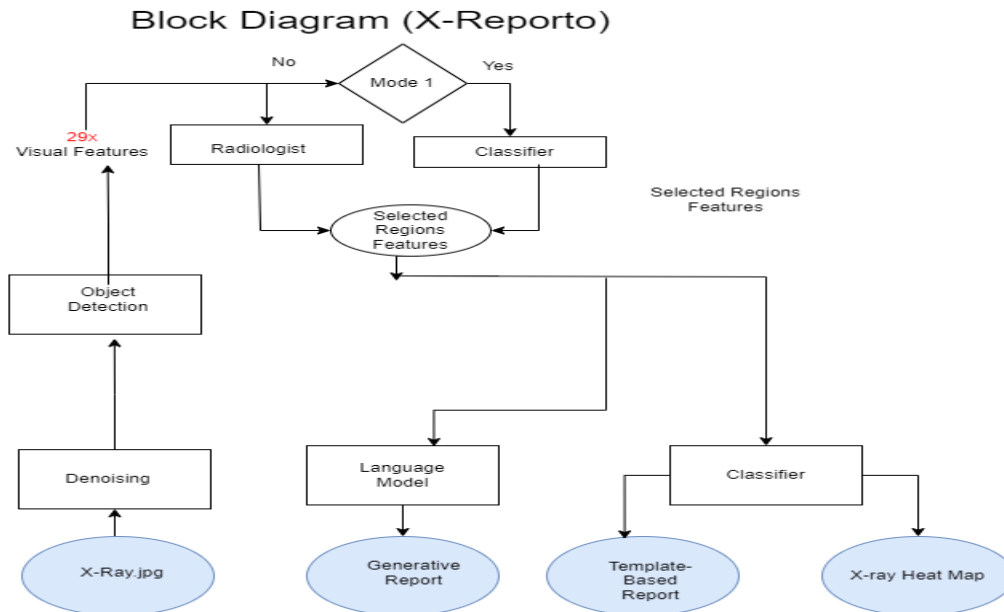 Block Diagram (X-Reporto)
No
Mode 1
Yes
29x
Visual Features
Radiologist
Classifier
Selected Regions
Features
Selected
Regions
Features
Object
Detection
Denoising
Language
Model
Classifier
X-Ray.jpg
Generative
Report
Template-
Based
Report
X-ray Heat Map